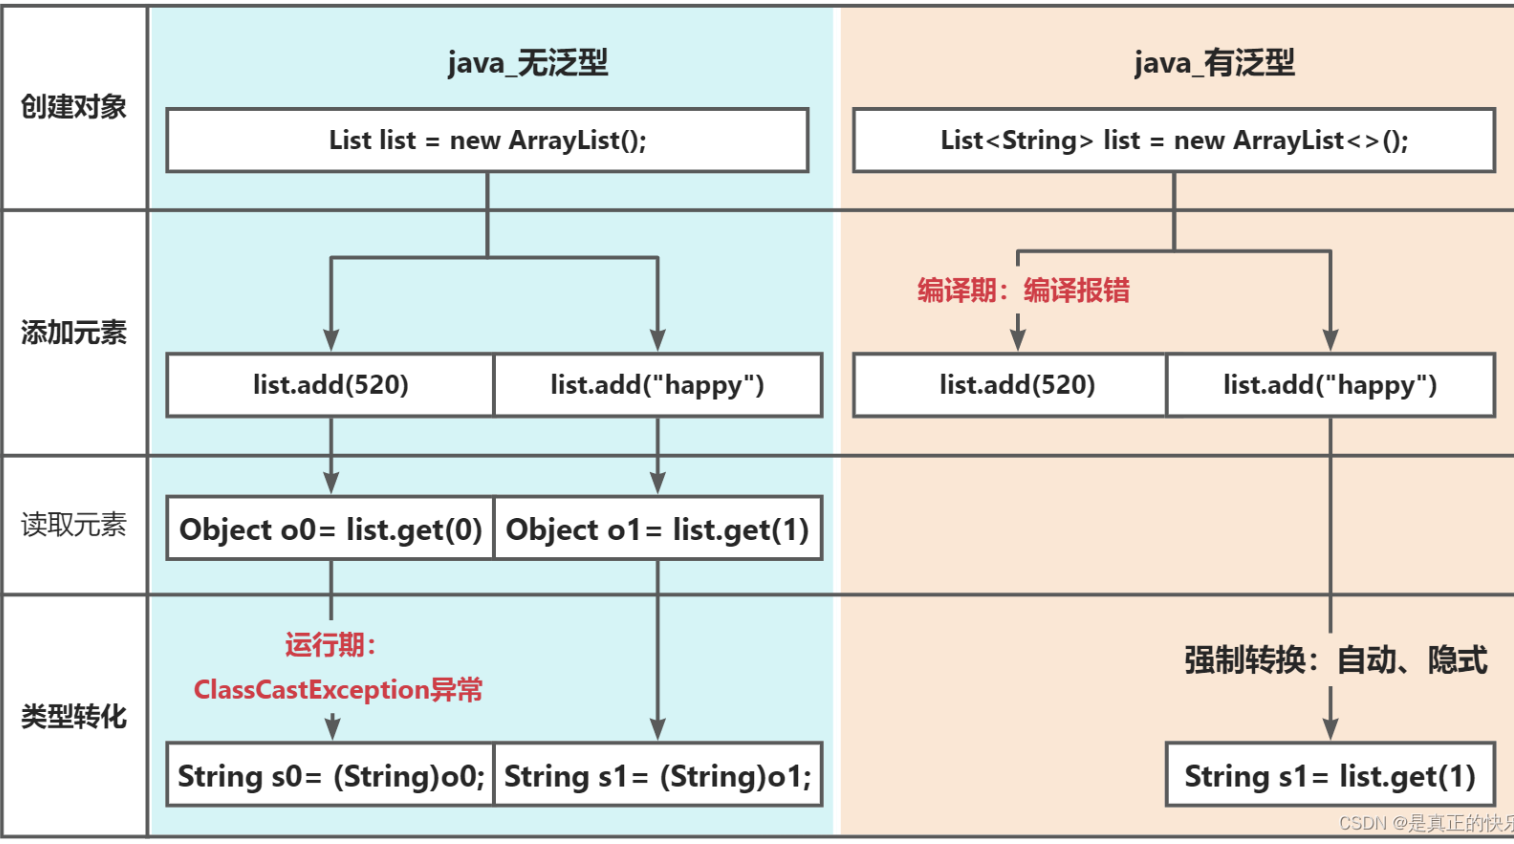 java_无泛型
java_有泛型
创建对象
List list = new ArrayList();
List<String> list = new ArrayList<>();
编译期：编译报错
添加元素
list.add(520)
list.add("happy")
list.add(520)
list.add("happy")
读取元素
Object o0= list.get(0)
Object o1= list.get(1)
运行期：
ClassCastException异常
强制转换：自动、隐式
类型转化
String s0= (String)o0;
String s1= (String)o1;
String s1= list.get(1)
CSDN @是真正的快乐